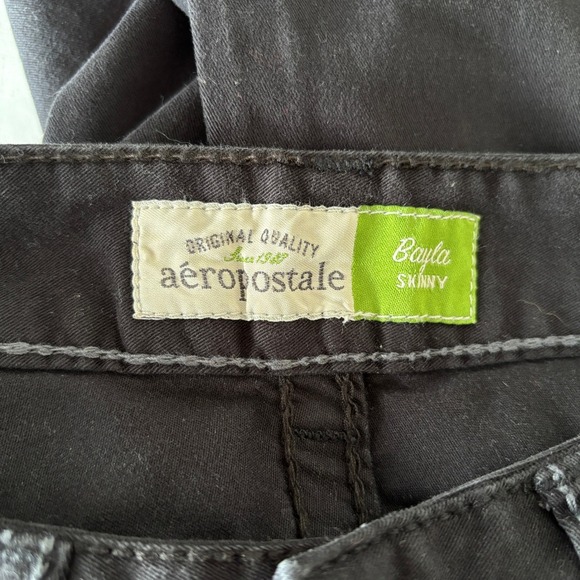 ORIGINAL QUALITY
Since 1987
aéropostale
Bayla
SKINNY